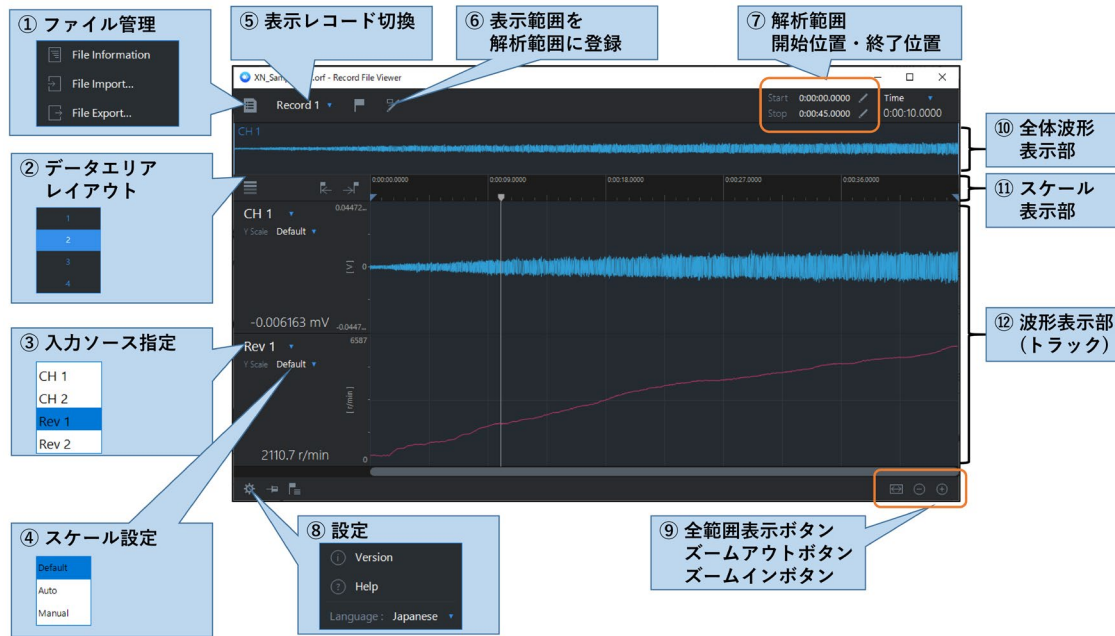 ① ファイル管理
File Information
File Import...
File Export...
⑤ 表示レコード切換
⑥ 表示範囲を
解析範囲に登録
⑦ 解析範囲
開始位置・終了位置
.orf - Record File Viewer
Record 1
Start 0:00:00.0000
Stop 0:00:45.0000
Time
0:00:10.0000
CH 1
⑩ 全体波形
表示部
② データエリア
レイアウト
1
2
3
4
0:00:00.0000 0:00:09.0000 0:00:18.0000 0:00:27.0000 0:00:36.0000
⑪ スケール
表示部
CH 1
Y Scale Default
0.04472...
[V]
0
-0.006163 mV
-0.0447...
⑫ 波形表示部
(トラック)
③ 入力ソース指定
CH 1
CH 2
Rev 1
Rev 2
Rev 1
Y Scale Default
6587
[r/min]
2110.7 r/min
0
④ スケール設定
Default
Auto
Manual
⑧ 設定
Version
Help
Language : Japanese
⑨ 全範囲表示ボタン
ズームアウトボタン
ズームインボタン